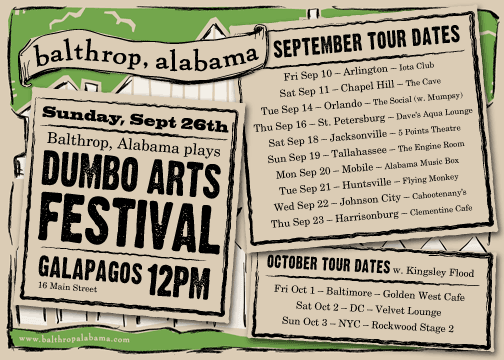 balthrop, alabama
SEPTEMBER TOUR DATES
Fri Sep 10 – Arlington – Iota Club
Sat Sep 11 – Chapel Hill – The Cave
Tue Sep 14 – Orlando – The Social (w. Mumpsy)
Thu Sep 16 – St. Petersburg – Dave's Aqua Lounge
Sat Sep 18 – Jacksonville – 5 Points Theatre
Sun Sep 19 – Tallahassee – The Engine Room
Mon Sep 20 – Mobile – Alabama Music Box
Tue Sep 21 – Huntsville – Flying Monkey
Wed Sep 22 – Johnson City – Cahootenany's
Thu Sep 23 – Harrisonburg – Clementine Cafe
Sunday, Sept 26th
Balthrop, Alabama plays
DUMBO ARTS
FESTIVAL
GALAPAGOS 12PM
16 Main Street
OCTOBER TOUR DATES w. Kingsley Flood
Fri Oct 1 – Baltimore – Golden West Cafe
Sat Oct 2 – DC – Velvet Lounge
Sun Oct 3 – NYC – Rockwood Stage 2
www.balthropalabama.com